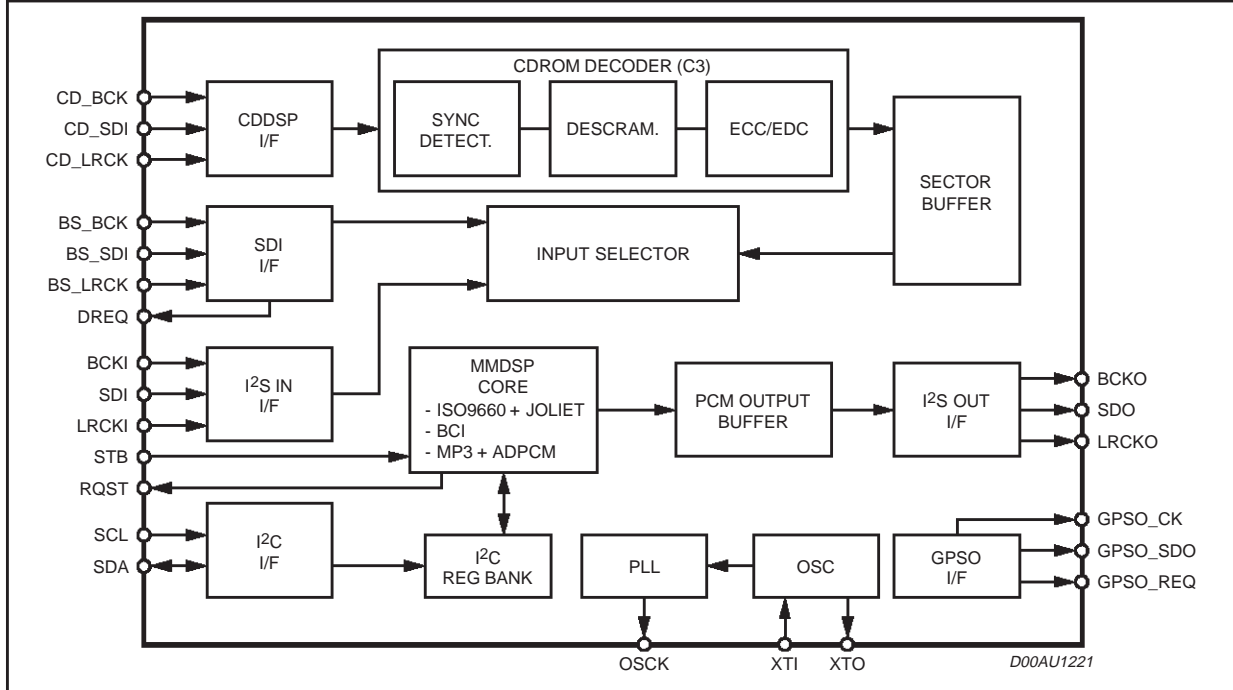 CDROM DECODER (C3)
CD_BCK
CD_SDI
CD_LRCK
CDDSP
I/F
SYNC
DETECT.
DESCRAM.
ECC/EDC
SECTOR
BUFFER
BS_BCK
BS_SDI
BS_LRCK
DREQ
SDI
I/F
INPUT SELECTOR
BCKI
SDI
LRCKI
STB
RQST
I²S IN
I/F
MMDSP
CORE
- ISO9660 + JOLIET
- BCI
- MP3 + ADPCM
PCM OUTPUT
BUFFER
I²S OUT
I/F
BCKO
SDO
LRCKO
SCL
SDA
I²C
I/F
I²C
REG BANK
PLL
OSC
GPSO
I/F
GPSO_CK
GPSO_SDO
GPSO_REQ
OSCK
XTI
XTO
D00AU1221